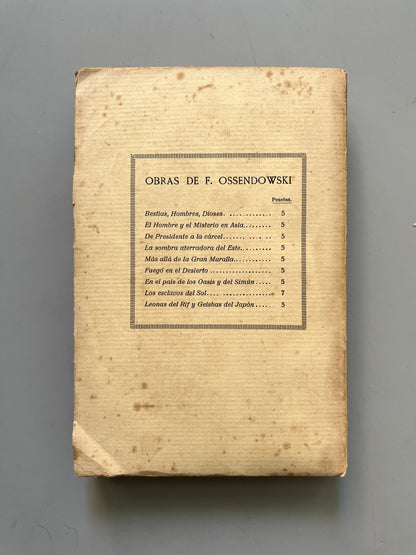 OBRAS DE F. OSSENDOWSKI
Pesetas.
Bestias, Hombres, Dioses. . . . . . . . . . . . . 5
El Hombre y el Misterio en Asia. . . . . . . . 5
De Presidente a la cárcel. . . . . . . . . . . 5
La sombra aterradora del Este. . . . . . . . . 5
Más allá de la Gran Muralla. . . . . . . . . . 5
Fuego en el Desierto . . . . . . . . . . . . . . . . 5
En el país de los Oasis y del Simún . . . . . 5
Los esclavos del Sol. . . . . . . . . . . . . . . . 7
Leonas del Rif y Geishas del Japón . . . . . 5